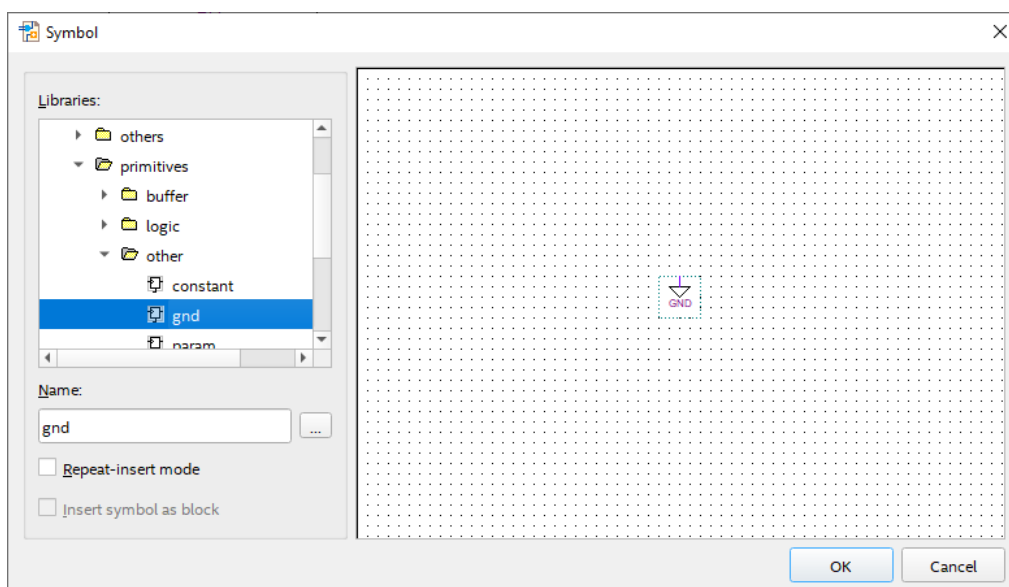 Symbol
Libraries:
others
primitives
buffer
logic
other
constant
gnd
param
Name:
gnd
...
Repeat-insert mode
Insert symbol as block
GND
OK
Cancel